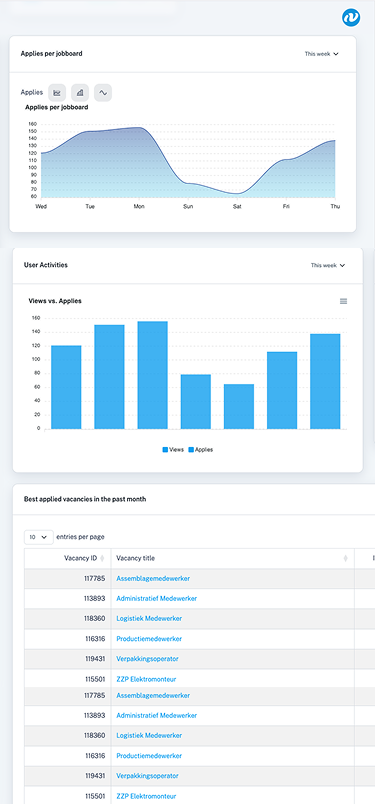 Applies per jobboard This week
Applies
Applies per jobboard
160
150
140
130
120
110
100
90
80
70
60
Wed Tue Mon Sun Sat Fri Thu
User Activities This week
Views vs. Applies
160
140
120
100
80
60
40
20
0
Views Applies
Best applied vacancies in the past month
10 entries per page
Vacancy ID Vacancy title
117785 Assemblagemedewerker
113893 Administratief Medewerker
118360 Logistiek Medewerker
116316 Productiemedewerker
119431 Verpakkingsoperator
115501 ZZP Elektromonteur
117785 Assemblagemedewerker
113893 Administratief Medewerker
118360 Logistiek Medewerker
116316 Productiemedewerker
119431 Verpakkingsoperator
115501 ZZP Elektromonteur